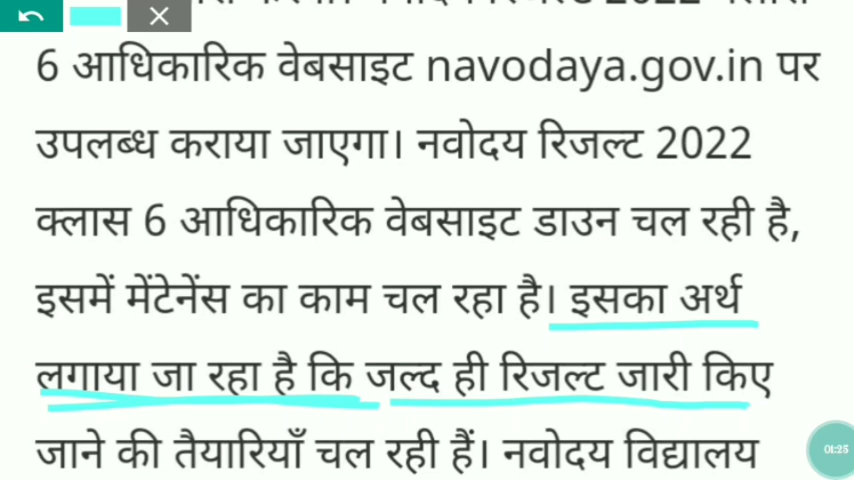 6 आधिकारिक वेबसाइट navodaya.gov.in पर
उपलब्ध कराया जाएगा। नवोदय रिजल्ट 2022
क्लास 6 आधिकारिक वेबसाइट डाउन चल रही है,
इसमें मेंटेनेंस का काम चल रहा है। इसका अर्थ
लगाया जा रहा है कि जल्द ही रिजल्ट जारी किए
जाने की तैयारियाँ चल रही हैं। नवोदय विद्यालय
01:25